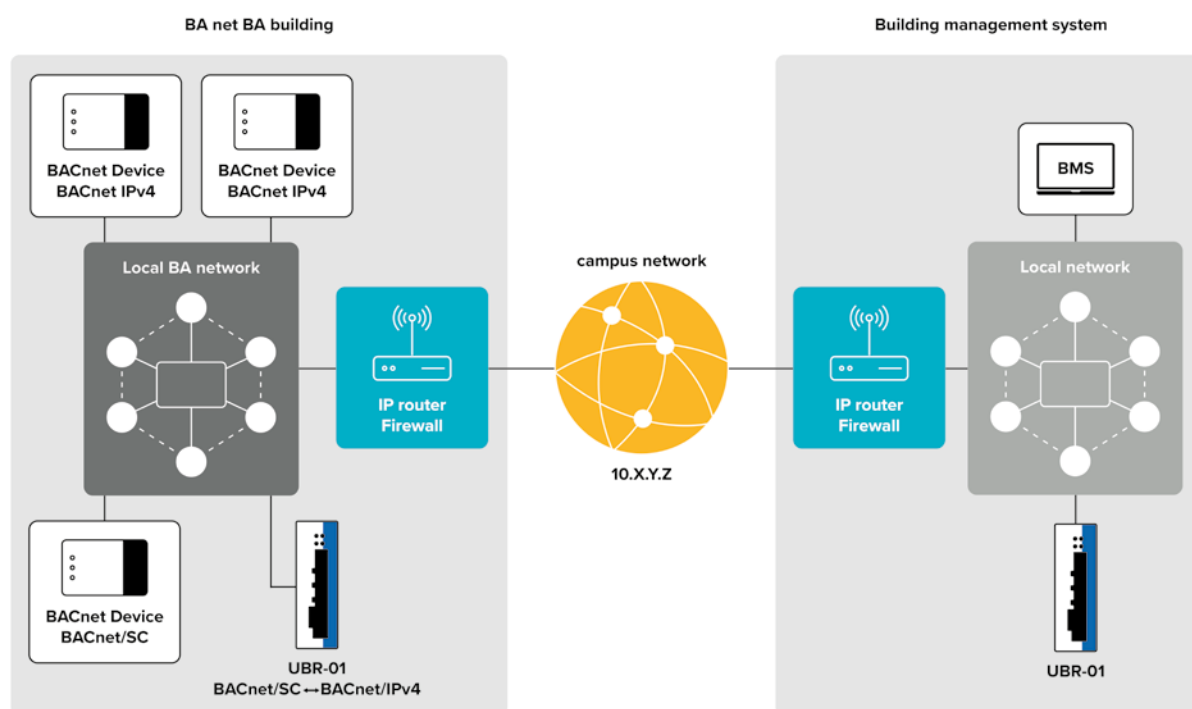 BA net BA building
Building management system
BACnet Device
BACnet IPv4
BACnet Device
BACnet IPv4
BMS
Local BA network
campus network
Local network
IP router
Firewall
IP router
Firewall
10.X.Y.Z
BACnet Device
BACnet/SC
UBR-01
BACnet/SC↔BACnet/IPv4
UBR-01